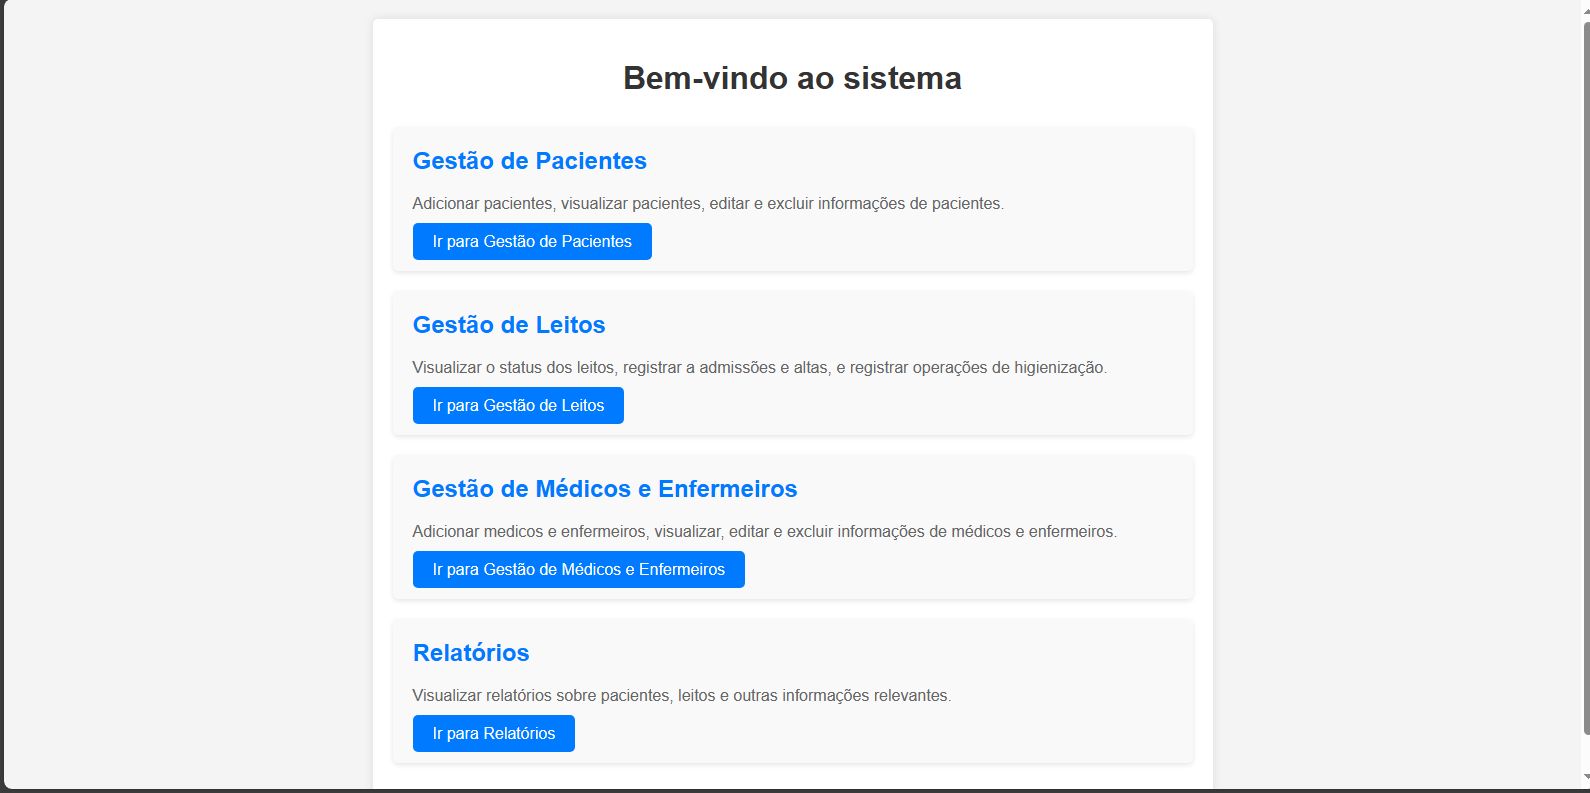 Bem-vindo ao sistema
Gestão de Pacientes
Adicionar pacientes, visualizar pacientes, editar e excluir informações de pacientes.
Ir para Gestão de Pacientes
Gestão de Leitos
Visualizar o status dos leitos, registrar a admissões e altas, e registrar operações de higienização.
Ir para Gestão de Leitos
Gestão de Médicos e Enfermeiros
Adicionar medicos e enfermeiros, visualizar, editar e excluir informações de médicos e enfermeiros.
Ir para Gestão de Médicos e Enfermeiros
Relatórios
Visualizar relatórios sobre pacientes, leitos e outras informações relevantes.
Ir para Relatórios